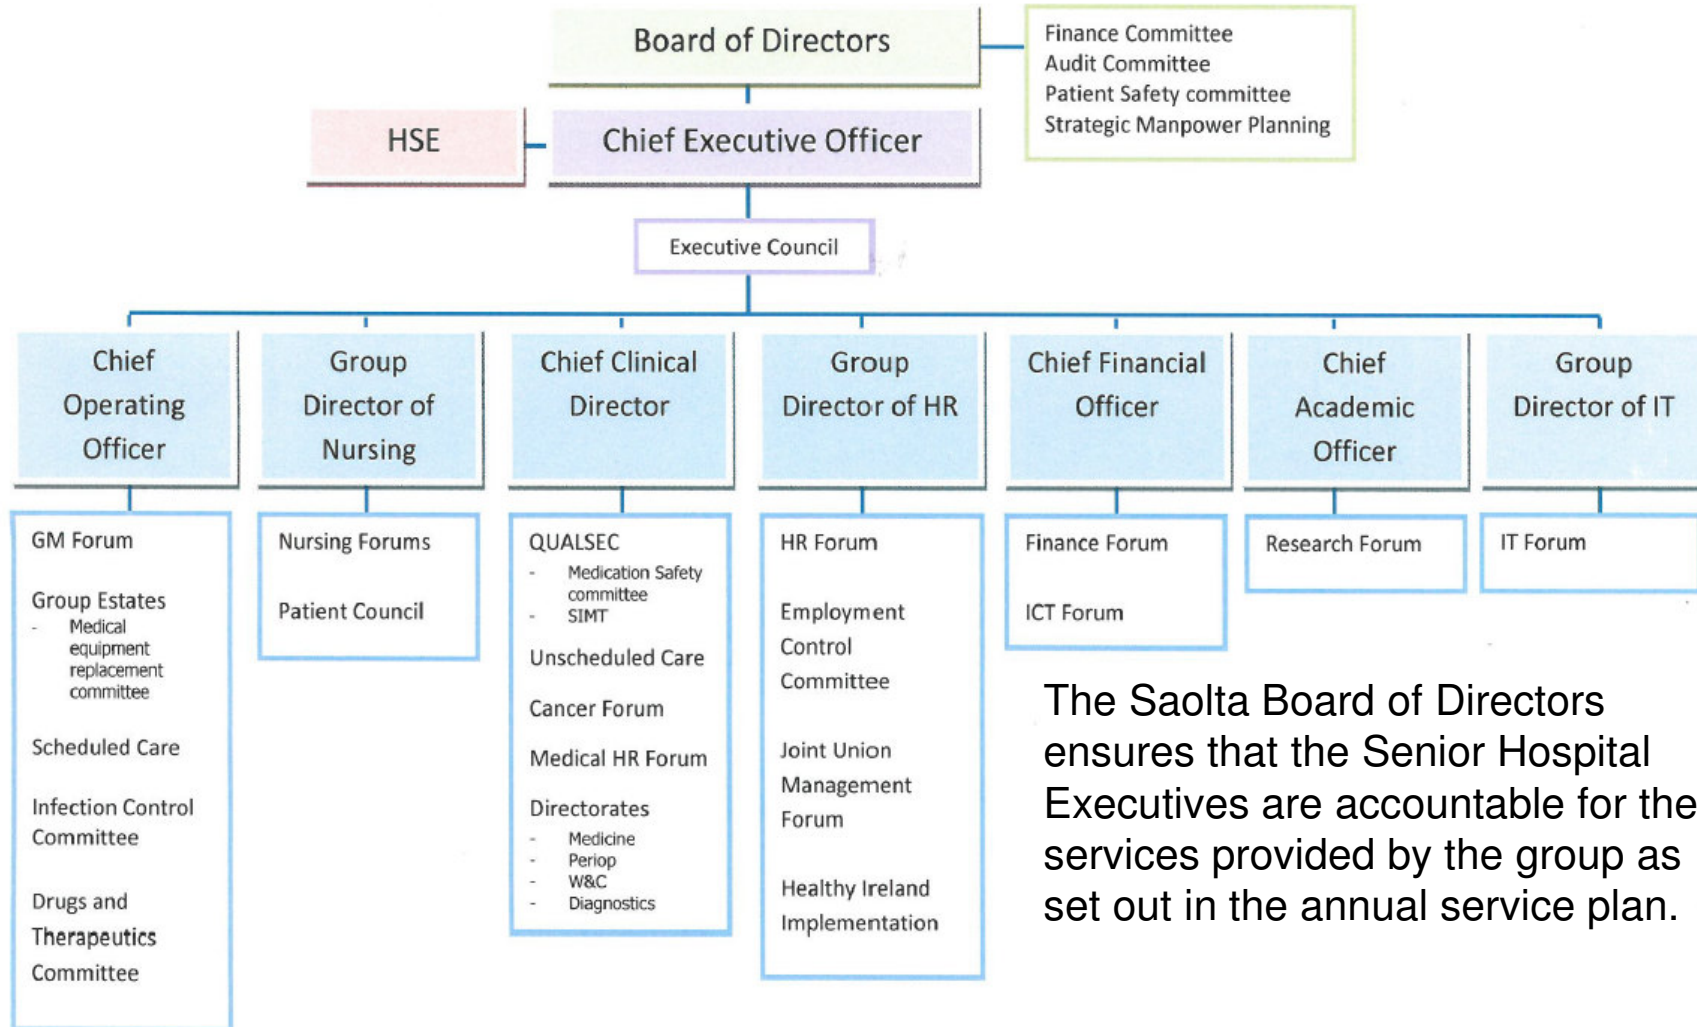 Board of Directors
Finance Committee
Audit Committee
Patient Safety committee
Strategic Manpower Planning
HSE
Chief Executive Officer
Executive Council
Chief
Operating
Officer
Group
Director of
Nursing
Chief Clinical
Director
Group
Director of HR
Chief Financial
Officer
Chief
Academic
Officer
Group
Director of IT
GM Forum
Group Estates
- Medical
equipment
replacement
committee
Scheduled Care
Infection Control
Committee
Drugs and
Therapeutics
Committee
Nursing Forums
Patient Council
QUALSEC
- Medication Safety
committee
- SIMT
Unscheduled Care
Cancer Forum
Medical HR Forum
Directorates
- Medicine
- Periop
- W&C
- Diagnostics
HR Forum
Employment
Control
Committee
Joint Union
Management
Forum
Healthy Ireland
Implementation
Finance Forum
ICT Forum
Research Forum
IT Forum
The Saolta Board of Directors
ensures that the Senior Hospital
Executives are accountable for the
services provided by the group as
set out in the annual service plan.